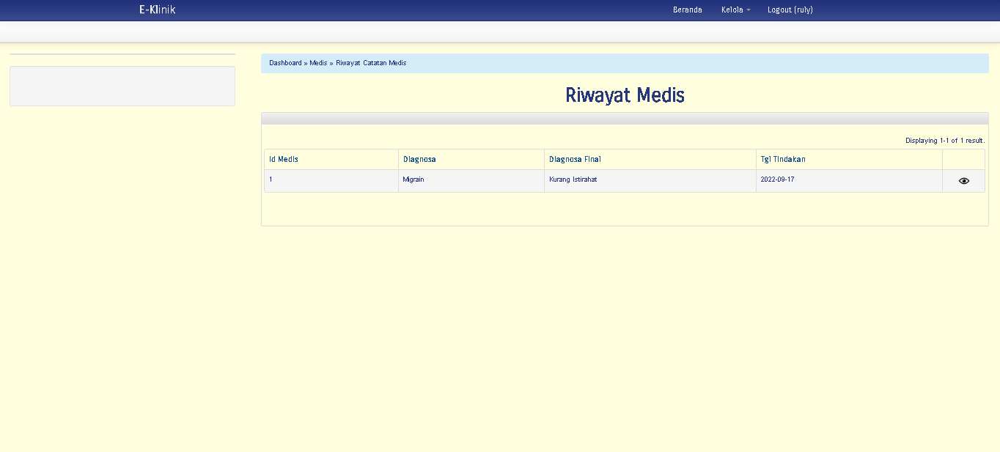 E-Klinik
Beranda
Kelola
Logout (ruly)
Dashboard » Medis » Riwayat Catatan Medis
Riwayat Medis
Displaying 1-1 of 1 result.
Id Medis Diagnosa Diagnosa Final Tgl Tindakan
1 Migrain Kurang Istirahat 2022-09-17